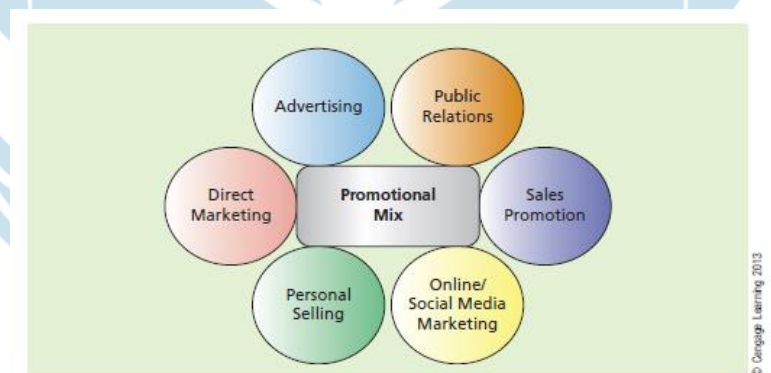 Advertising
Public
Relations
Direct
Marketing
Promotional
Mix
Sales
Promotion
Personal
Selling
Online/
Social Media
Marketing
© Cengage Learning 2013